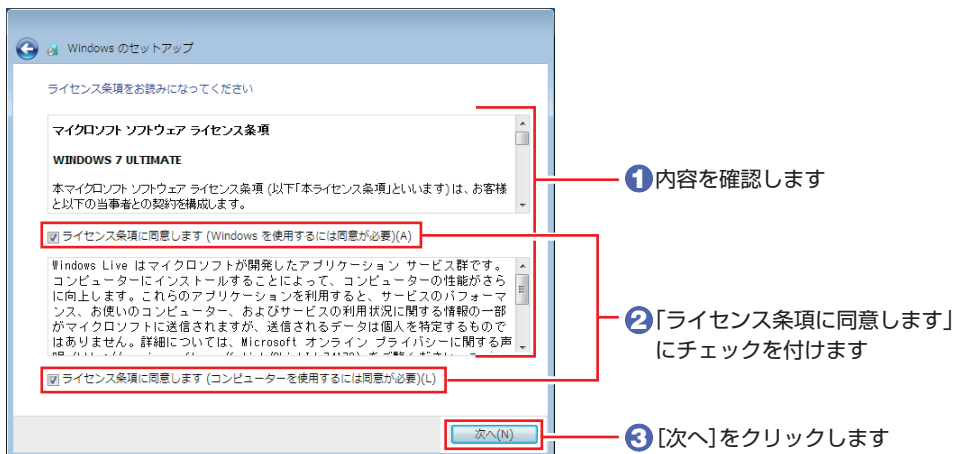 Windows のセットアップ
ライセンス条項をお読みになってください
マイクロソフト ソフトウェア ライセンス条項
WINDOWS 7 ULTIMATE
本マイクロソフト ソフトウェア ライセンス条項 (以下「本ライセンス条項」といいます) は、お客様
と以下の当事者との契約を構成します。
ライセンス条項に同意します (Windows を使用するには同意が必要)(A)
Windows Live はマイクロソフトが開発したアプリケーション サービス群です。
コンピューターにインストールすることによって、コンピューターの性能がさら
に向上します。これらのアプリケーションを利用すると、サービスのパフォーマ
ンス、お使いのコンピューター、およびサービスの利用状況に関する情報の一部
がマイクロソフトに送信されますが、送信されるデータは個人を特定するもので
はありません。詳細については、Microsoft オンライン プライバシーに関する声
ライセンス条項に同意します (コンピューターを使用するには同意が必要)(L)
次へ(N)
1 内容を確認します
2 「ライセンス条項に同意します」
にチェックを付けます
3 [次へ]をクリックします